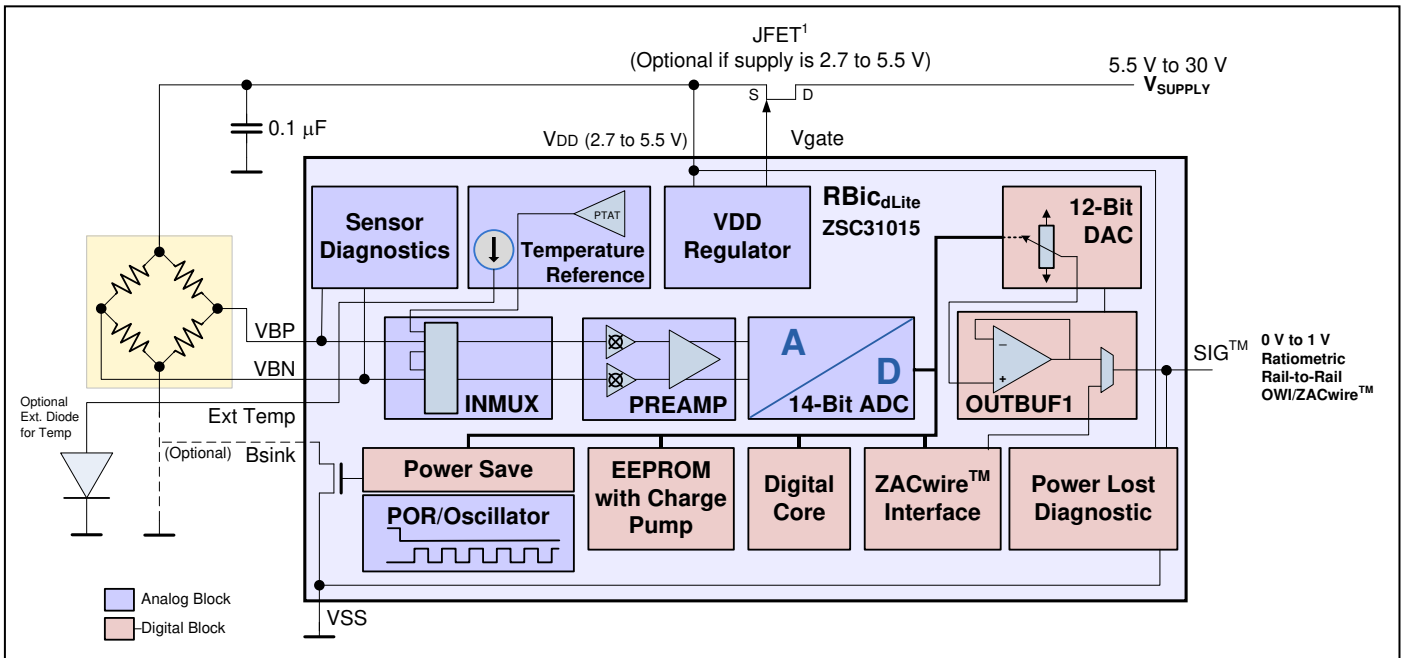 JFET1
(Optional if supply is 2.7 to 5.5 V)
5.5 V to 30 V
VSUPPLY
S
D
0.1 μF
VDD (2.7 to 5.5 V)
Vgate
Sensor
Diagnostics
PTAT
Temperature
Reference
VDD
Regulator
RBicdLite
ZSC31015
12-Bit
DAC
VBP
VBN
INMUX
PREAMP
A
D
14-Bit ADC
–
+
OUTBUF1
SIG™
0 V to 1 V
Ratiometric
Rail-to-Rail
OWI/ZACwire™
Optional
Ext. Diode
for Temp
Ext Temp
(Optional)
Bsink
Power Save
POR/Oscillator
EEPROM
with Charge
Pump
Digital
Core
ZACwire™
Interface
Power Lost
Diagnostic
VSS
Analog Block
Digital Block